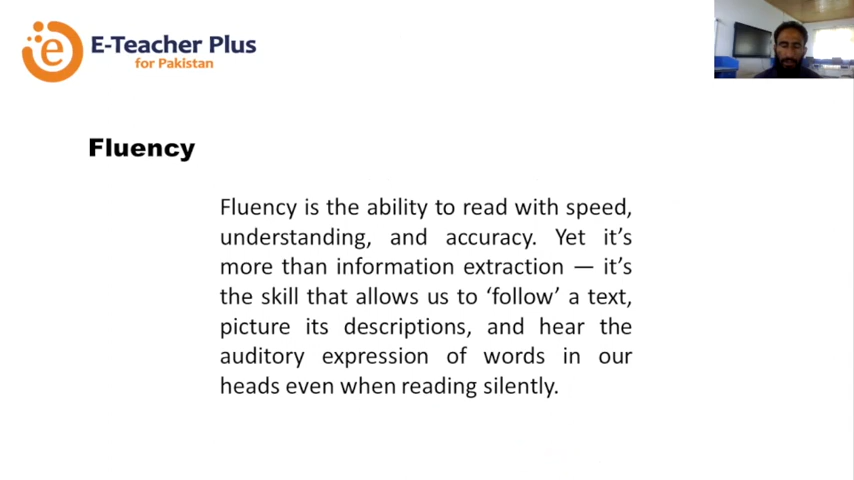 E-Teacher Plus
for Pakistan
Fluency
Fluency is the ability to read with speed,
understanding, and accuracy. Yet it’s
more than information extraction — it’s
the skill that allows us to ‘follow’ a text,
picture its descriptions, and hear the
auditory expression of words in our
heads even when reading silently.